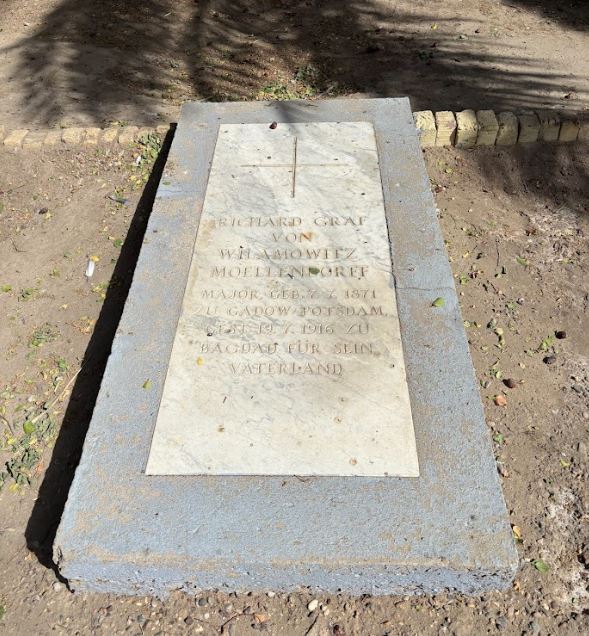 RICHARD GRAF
VON
WILAMOWITZ
MOELLENDORFF
MAJOR, GEB. 7. 7. 1871
ZU GADOW-POTSDAM,
GEST. 19. 7. 1916 ZU
BAGDAD FÜR SEIN
VATERLAND